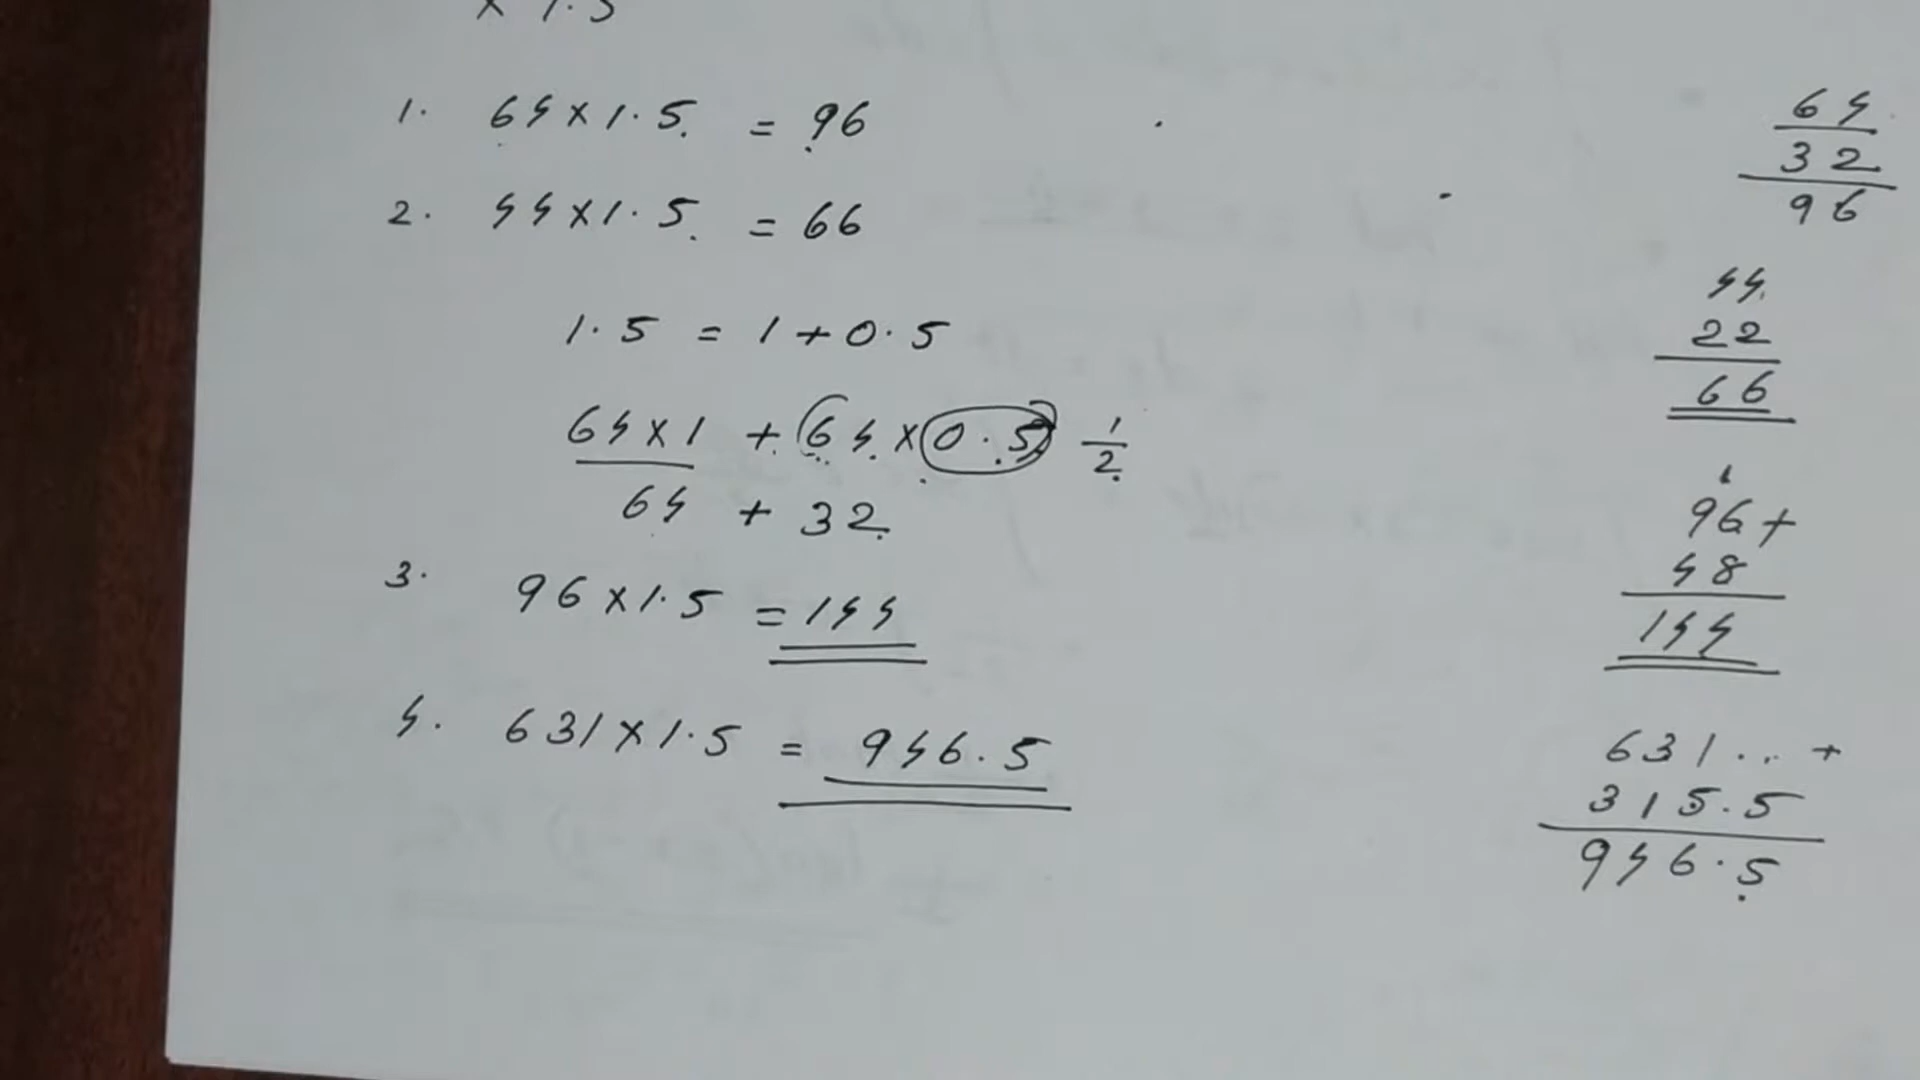 × 1.5
1. 64×1.5 = 96
2. 44×1.5 = 66
1.5 = 1+0.5
64×1 + (64×0.5) 1/2
64 + 32
3. 96×1.5 = 144
4. 631×1.5 = 946.5
64
32
96
44
22
66
1
96+
48
144
631.. +
315.5
946.5